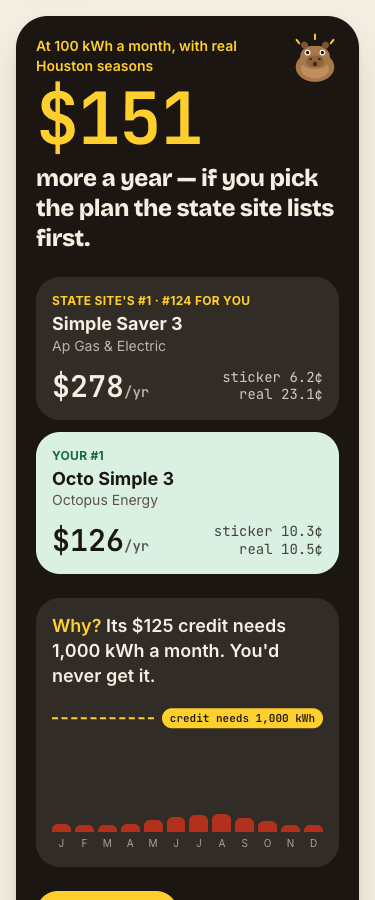 At 100 kWh a month, with real
Houston seasons
$151
more a year — if you pick
the plan the state site lists
first.
STATE SITE'S #1 · #124 FOR YOU
Simple Saver 3
Ap Gas & Electric
$278/yr
sticker 6.2¢
real 23.1¢
YOUR #1
Octo Simple 3
Octopus Energy
$126/yr
sticker 10.3¢
real 10.5¢
Why? Its $125 credit needs
1,000 kWh a month. You'd
never get it.
credit needs 1,000 kWh
J F M A M J J A S O N D